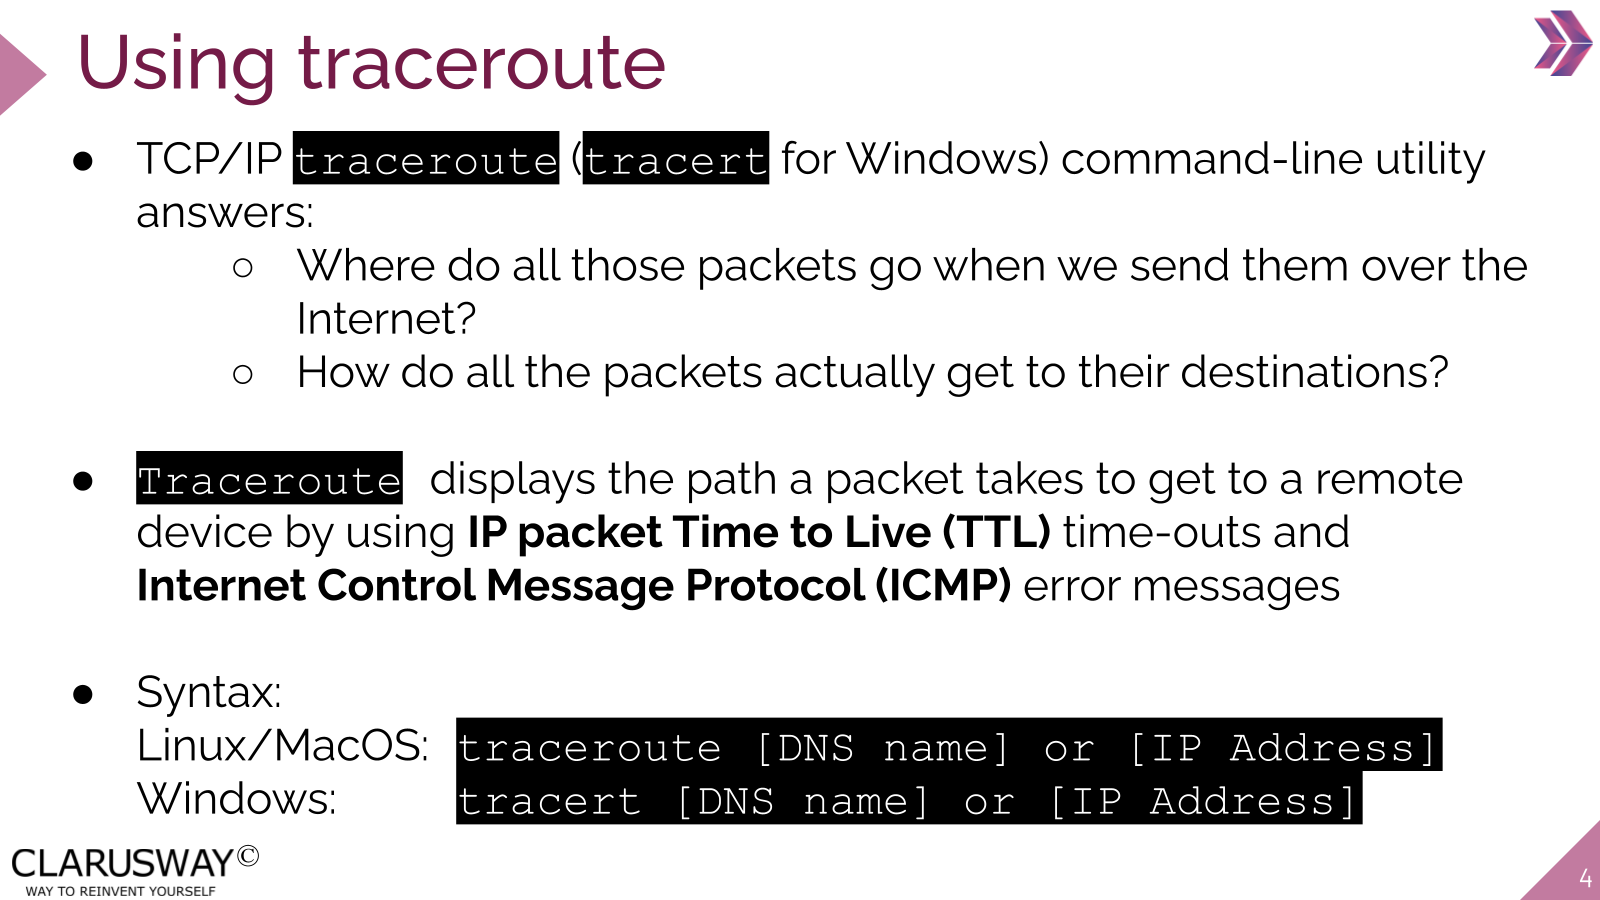 Using traceroute
● TCP/IP traceroute (tracert for Windows) command-line utility
answers:
○ Where do all those packets go when we send them over the
Internet?
○ How do all the packets actually get to their destinations?
● Traceroute displays the path a packet takes to get to a remote
device by using IP packet Time to Live (TTL) time-outs and
Internet Control Message Protocol (ICMP) error messages
● Syntax:
Linux/MacOS: traceroute [DNS name] or [IP Address]
Windows: tracert [DNS name] or [IP Address]
CLARUSWAY©
WAY TO REINVENT YOURSELF
4